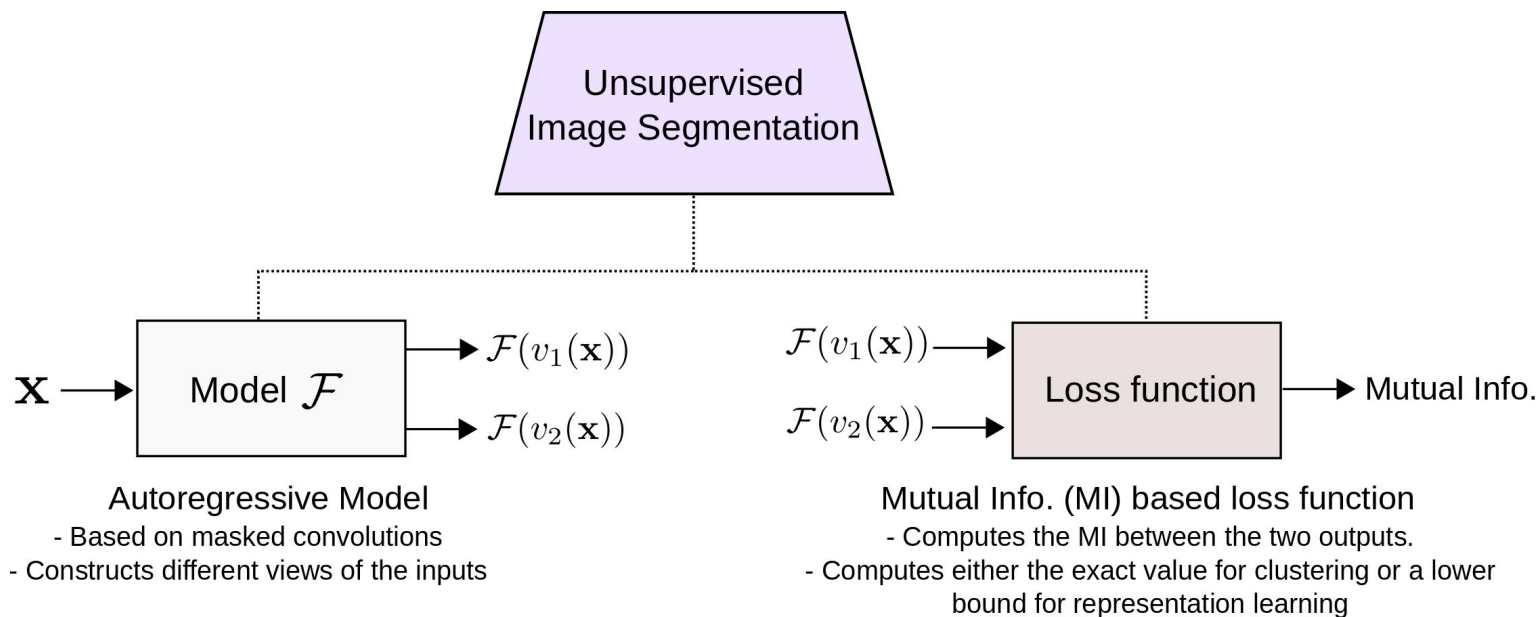 Unsupervised
Image Segmentation
x
Model ℱ
ℱ(v₁(x))
ℱ(v₂(x))
Autoregressive Model
- Based on masked convolutions
- Constructs different views of the inputs
ℱ(v₁(x))
ℱ(v₂(x))
Loss function
Mutual Info.
Mutual Info. (MI) based loss function
- Computes the MI between the two outputs.
- Computes either the exact value for clustering or a lower
bound for representation learning